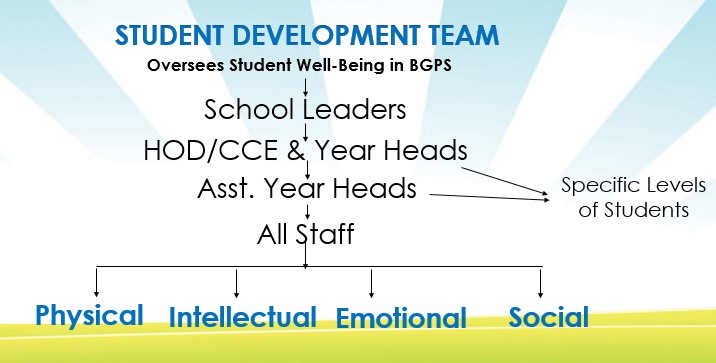 STUDENT DEVELOPMENT TEAM
Oversees Student Well-Being in BGPS
School Leaders
HOD/CCE & Year Heads
Asst. Year Heads
Specific Levels
of Students
All Staff
Physical Intellectual Emotional Social